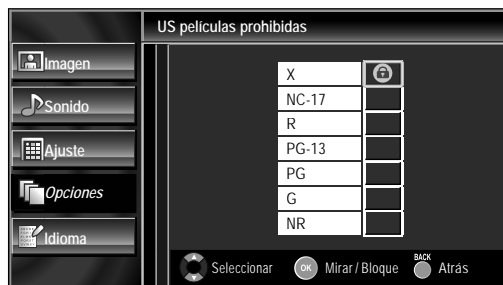 US películas prohibidas
Imagen
Sonido
Ajuste
Opciones
Idioma
X
NC-17
R
PG-13
PG
G
NR
Seleccionar OK Mirar / Bloque BACK Atrás